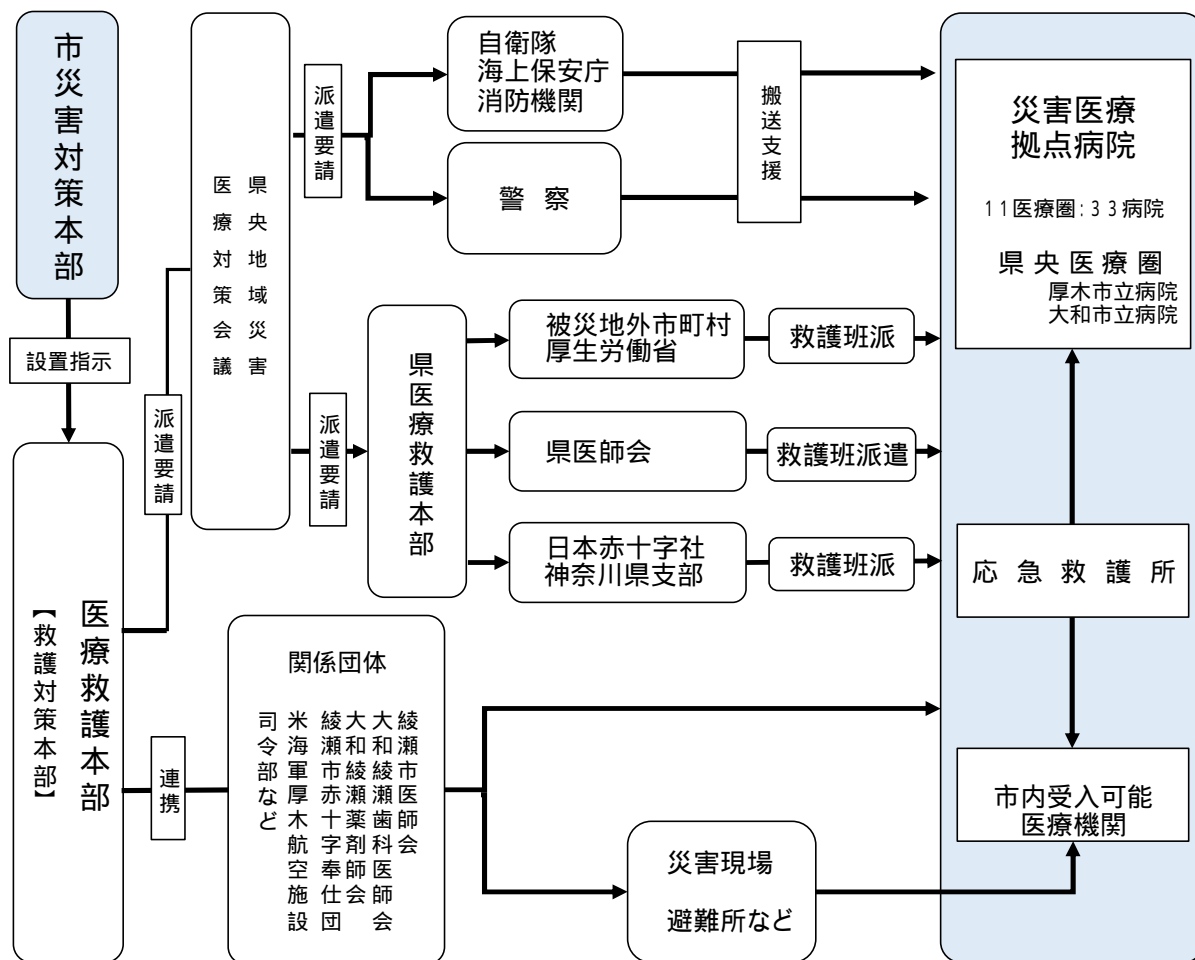 市災害対策本部
設置指示
医療救護本部
【救護対策本部】
派遣要請
連携
県央地域災害
医療対策会議
派遣要請
派遣要請
自衛隊
海上保安庁
消防機関
警察
搬送支援
県医療救護本部
被災地外市町村
厚生労働省
救護班派
県医師会
救護班派遣
日本赤十字社
神奈川県支部
救護班派
関係団体
綾瀬市医師会
大和綾瀬歯科医師会
大和綾瀬薬剤師会
綾瀬市赤十字奉仕団
米海軍厚木航空施設
司令部など
災害現場
避難所など
災害医療
拠点病院
11医療圏:33病院
県央医療圏
厚木市立病院
大和市立病院
応急救護所
市内受入可能
医療機関